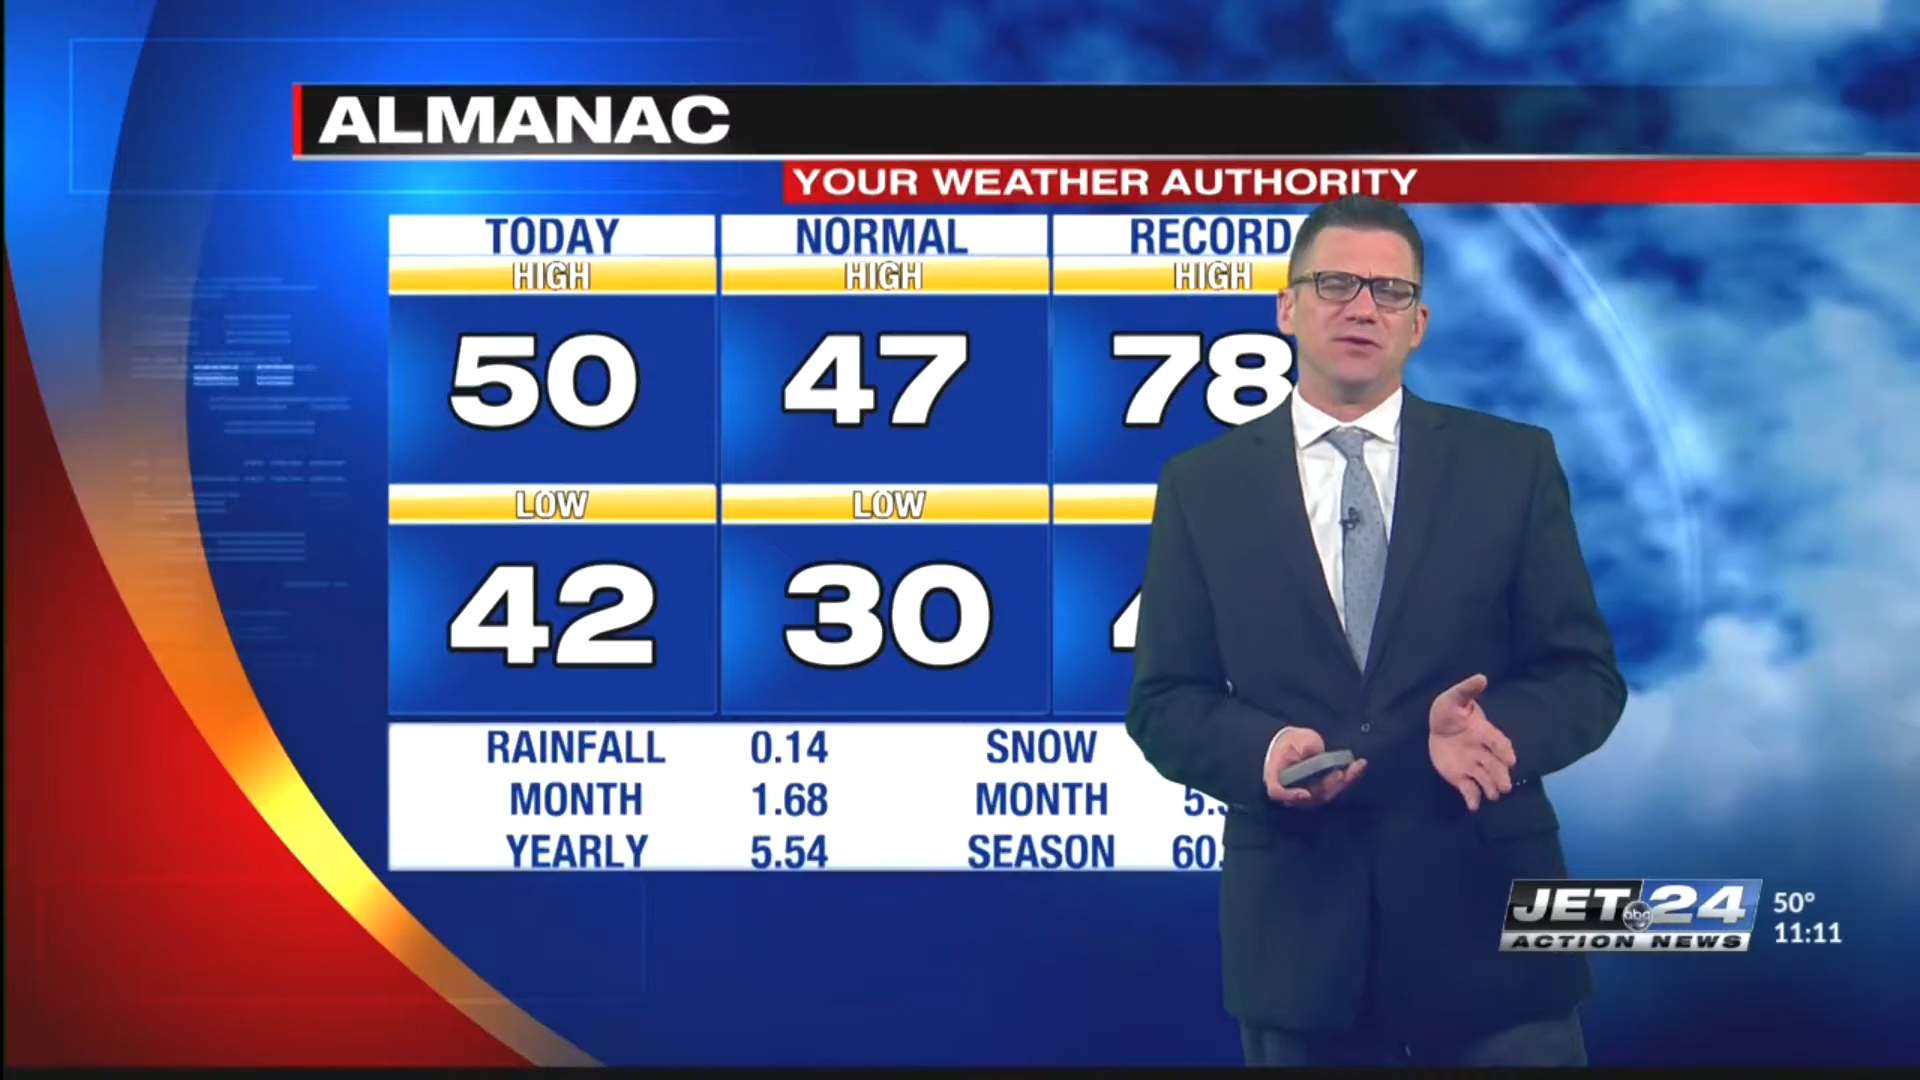 ALMANAC
YOUR WEATHER AUTHORITY
TODAY NORMAL RECORD
HIGH HIGH HIGH
50 47 78
LOW LOW
42 30
RAINFALL 0.14 SNOW
MONTH 1.68 MONTH
YEARLY 5.54 SEASON
JET abc 24 50°
ACTION NEWS 11:11